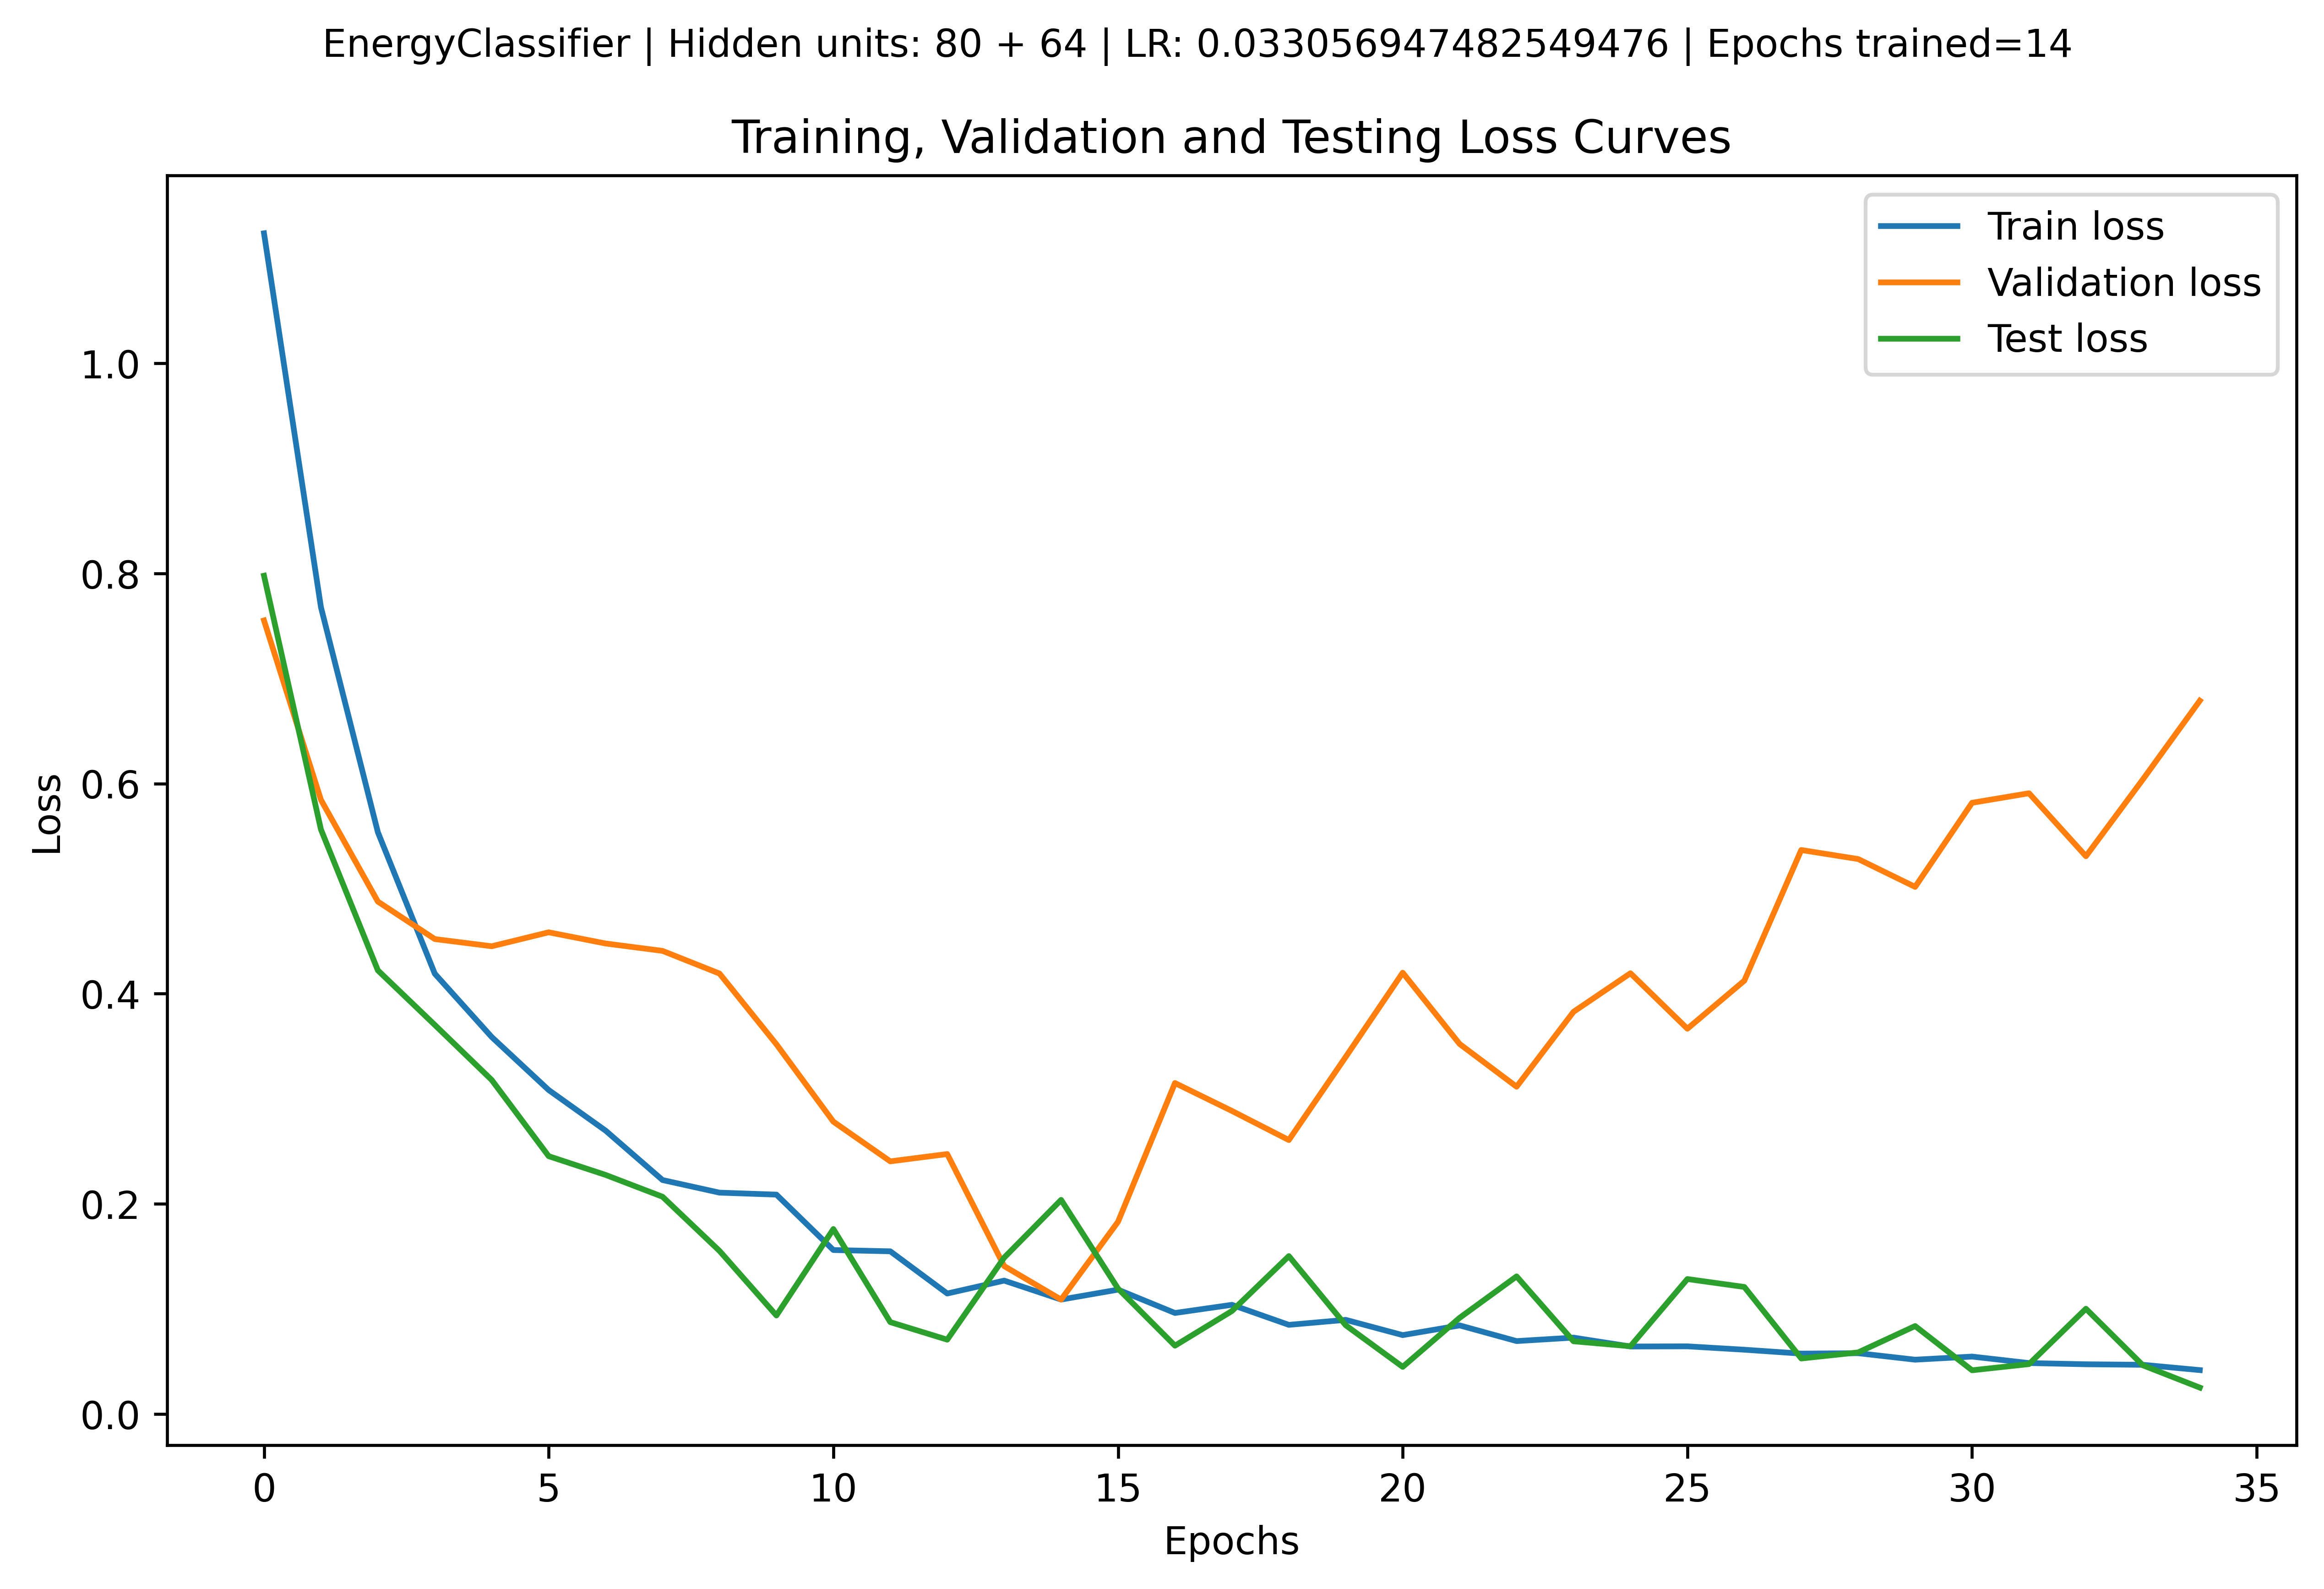 EnergyClassifier | Hidden units: 80 + 64 | LR: 0.033056947482549476 | Epochs trained=14
Training, Validation and Testing Loss Curves
Train loss
Validation loss
Test loss
1.0
0.8
0.6
0.4
0.2
0.0
Loss
0 5 10 15 20 25 30 35
Epochs